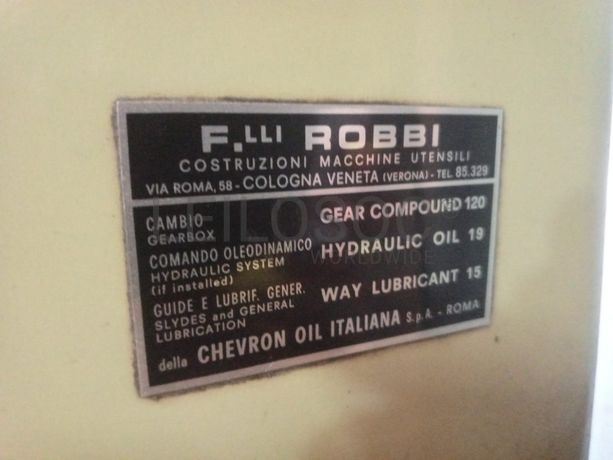 F.LLI ROBBI
COSTRUZIONI MACCHINE UTENSILI
VIA ROMA, 58 - COLOGNA VENETA (VERONA) - TEL. 85.329
CAMBIO
GEARBOX
GEAR COMPOUND 120
COMANDO OLEODINAMICO
HYDRAULIC SYSTEM
(if installed)
HYDRAULIC OIL 19
GUIDE E LUBRIF. GENER.
SLYDES and GENERAL
LUBRICATION
WAY LUBRICANT 15
della CHEVRON OIL ITALIANA S.p.A. - ROMA
LEILOSOC
WORLDWIDE